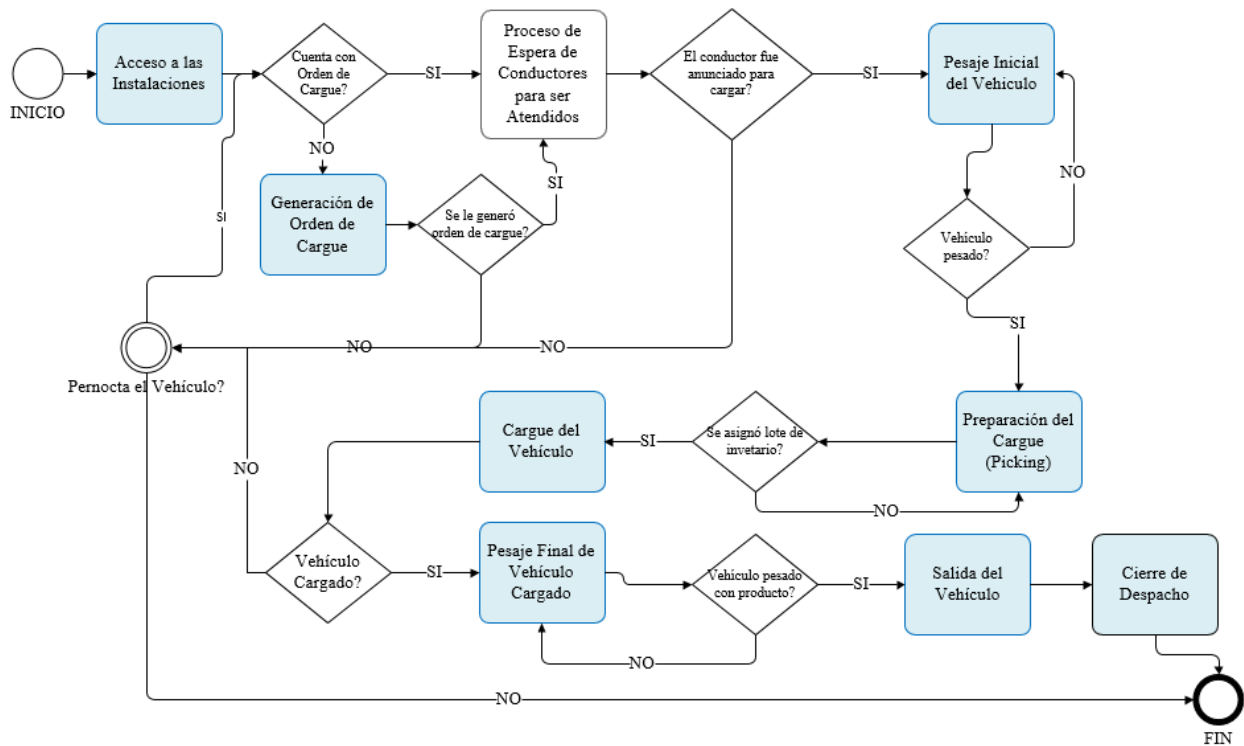 INICIO
Acceso a las
Instalaciones
Cuenta con
Orden de
Cargue?
SI
Proceso de
Espera de
Conductores
para ser
Atendidos
El conductor fue
anunciado para
cargar?
SI
Pesaje Inicial
del Vehiculo
NO
Generación de
Orden de
Cargue
Se le generó
orden de cargue?
SI
SI
NO
Vehiculo
pesado?
SI
Pernocta el Vehículo?
NO
NO
Cargue del
Vehículo
SI
Se asignó lote de
invetario?
Preparación del
Cargue
(Picking)
NO
NO
Vehículo
Cargado?
SI
Pesaje Final de
Vehículo
Cargado
Vehículo pesado
con producto?
SI
Salida del
Vehículo
Cierre de
Despacho
NO
NO
FIN